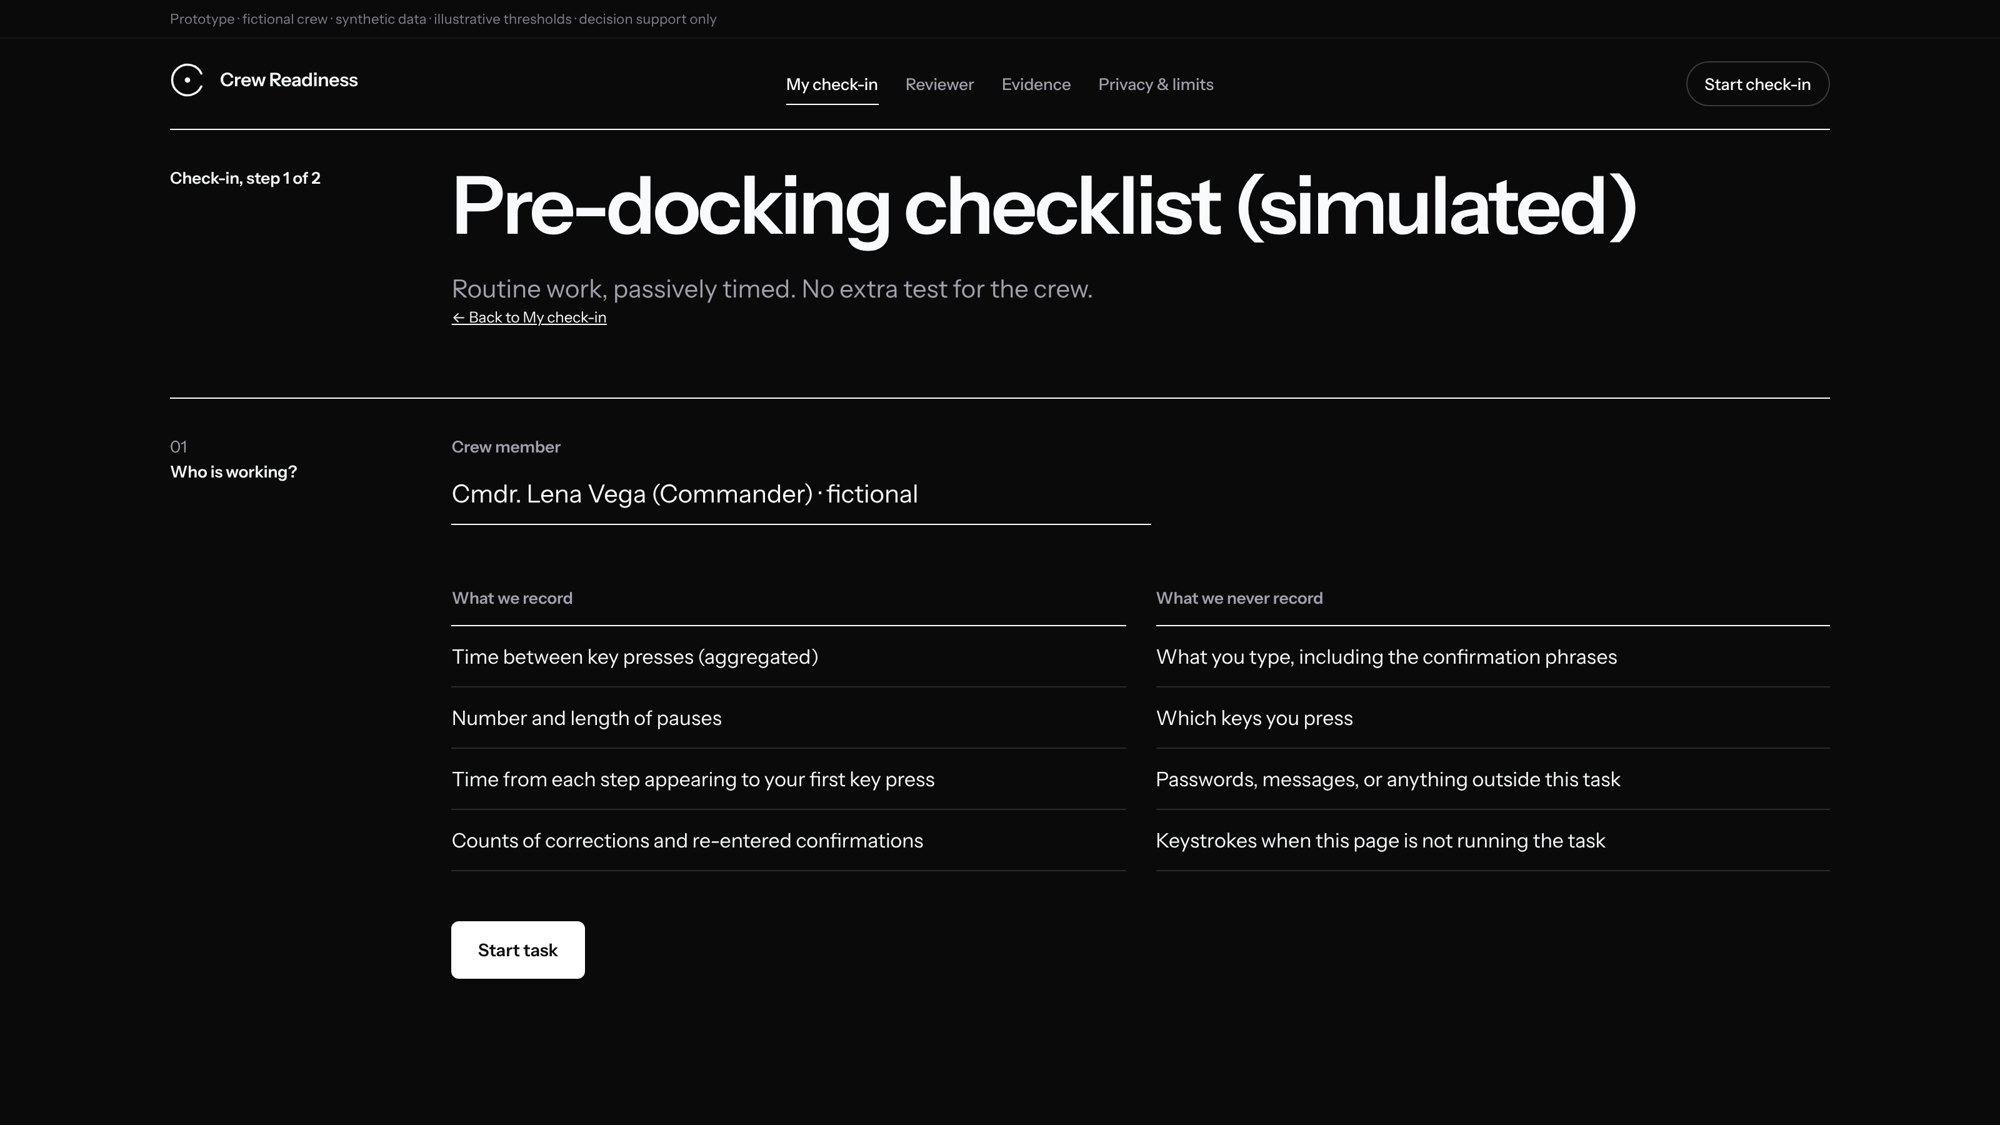 Prototype · fictional crew · synthetic data · illustrative thresholds · decision support only
Crew Readiness
My check-in
Reviewer
Evidence
Privacy & limits
Start check-in
Check-in, step 1 of 2
Pre-docking checklist (simulated)
Routine work, passively timed. No extra test for the crew.
← Back to My check-in
01
Who is working?
Crew member
Cmdr. Lena Vega (Commander) · fictional
What we record
Time between key presses (aggregated)
Number and length of pauses
Time from each step appearing to your first key press
Counts of corrections and re-entered confirmations
What we never record
What you type, including the confirmation phrases
Which keys you press
Passwords, messages, or anything outside this task
Keystrokes when this page is not running the task
Start task